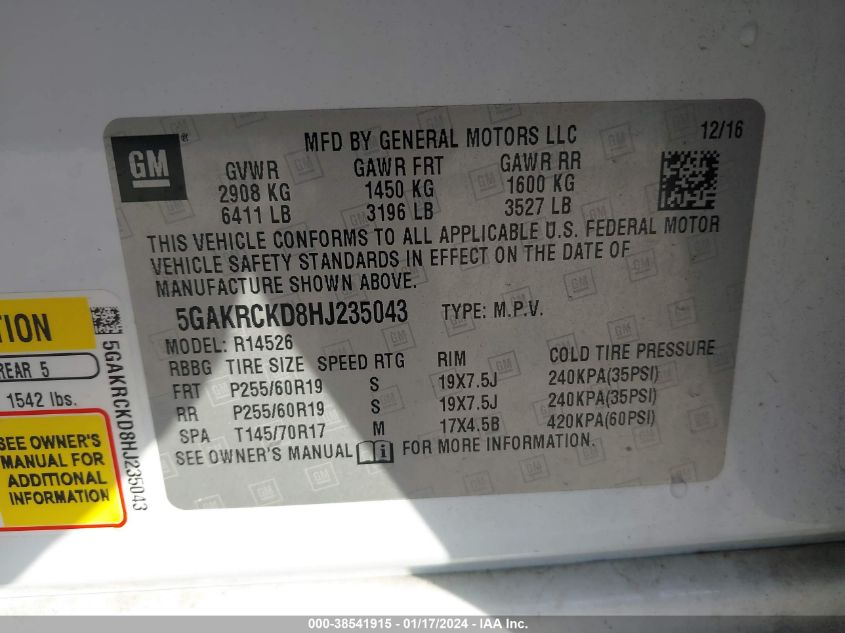 GM
MFD BY GENERAL MOTORS LLC 12/16
GVWR GAWR FRT GAWR RR
2908 KG 1450 KG 1600 KG
6411 LB 3196 LB 3527 LB
THIS VEHICLE CONFORMS TO ALL APPLICABLE U.S. FEDERAL MOTOR
VEHICLE SAFETY STANDARDS IN EFFECT ON THE DATE OF
MANUFACTURE SHOWN ABOVE.
5GAKRCKD8HJ235043 TYPE: M.P.V.
MODEL: R14526
RBBG TIRE SIZE SPEED RTG RIM COLD TIRE PRESSURE
FRT P255/60R19 S 19X7.5J 240KPA(35PSI)
RR P255/60R19 S 19X7.5J 240KPA(35PSI)
SPA T145/70R17 M 17X4.5B 420KPA(60PSI)
SEE OWNER'S MANUAL FOR MORE INFORMATION.
REAR 5
1542 lbs.
SEE OWNER'S
MANUAL FOR
ADDITIONAL
INFORMATION
5GAKRCKD8HJ235043
000-38541915 - 01/17/2024 - IAA Inc.